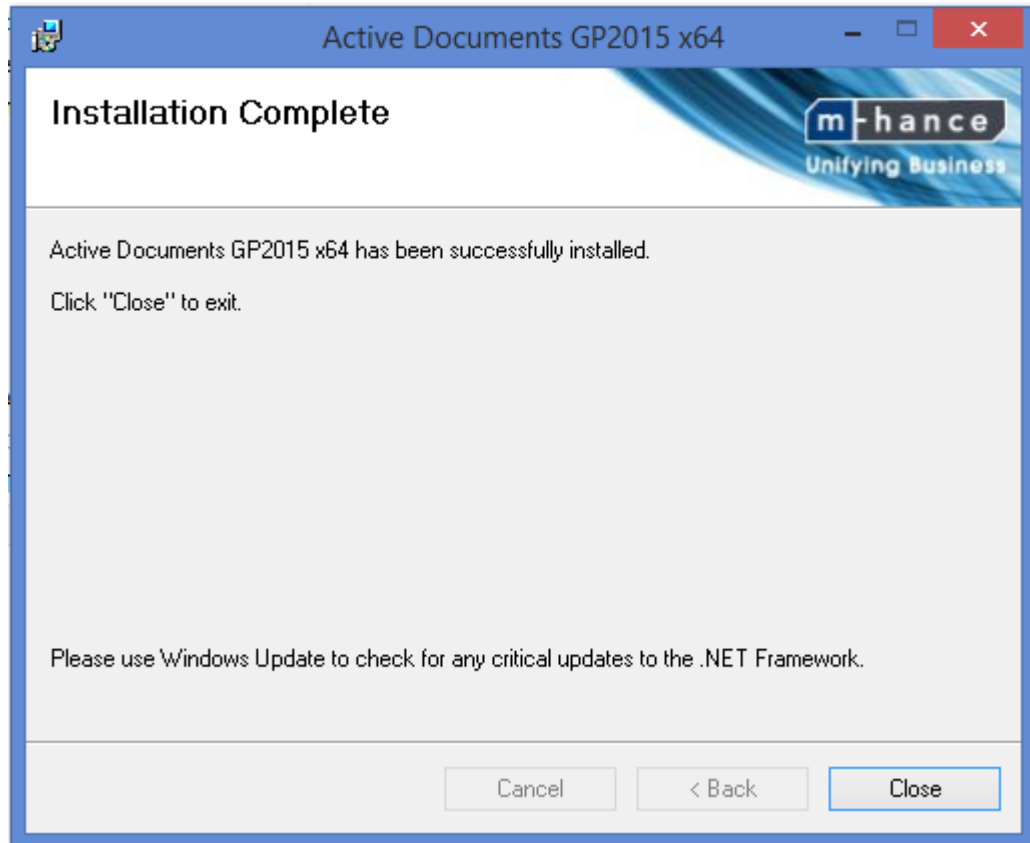 Active Documents GP2015 x64
Installation Complete
m-hance
Unifying Business
Active Documents GP2015 x64 has been successfully installed.
Click "Close" to exit.
Please use Windows Update to check for any critical updates to the .NET Framework.
Cancel
< Back
Close